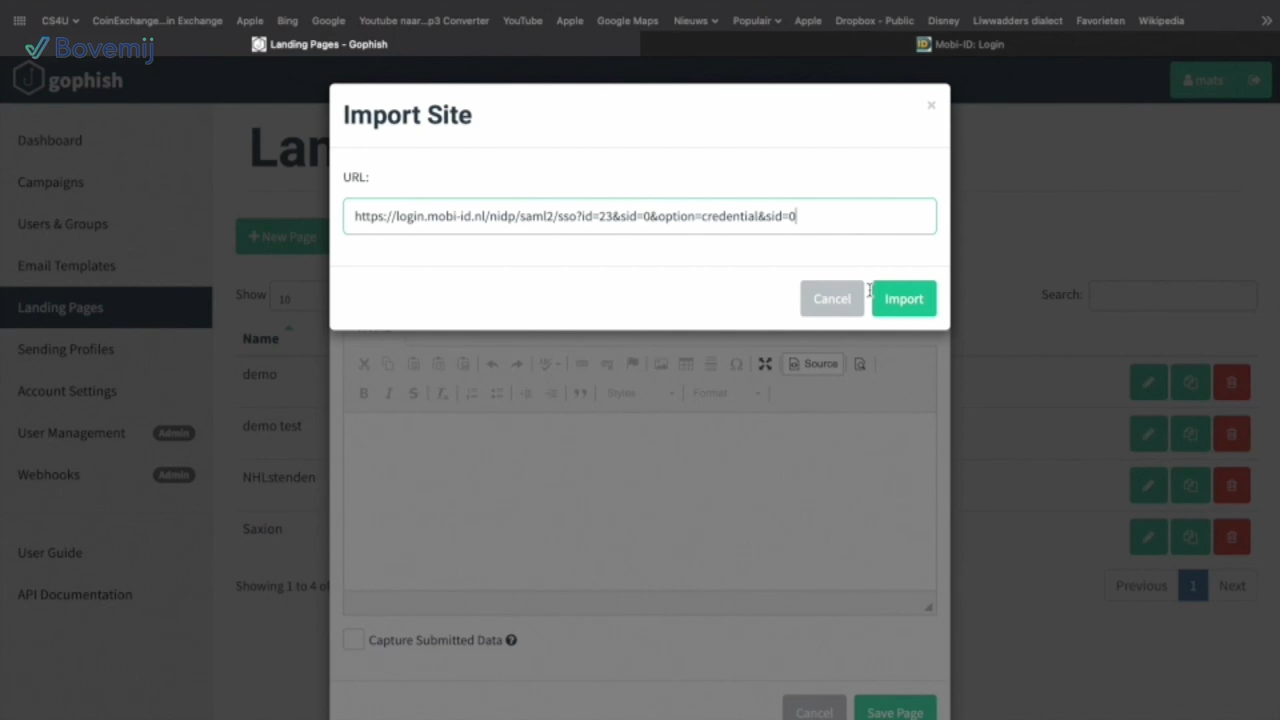 CS4U CoinExchange...in Exchange Apple Bing Google Youtube naar...p3 Converter YouTube Apple Google Maps Nieuws Populair Apple Dropbox - Public Disney Liwwadders dialect Favorieten Wikipedia
Bovemij
Landing Pages - Gophish
Mobi-ID: Login
gophish
mats
Dashboard
Campaigns
Users & Groups
Email Templates
Landing Pages
Sending Profiles
Account Settings
User Management Admin
Webhooks Admin
User Guide
API Documentation
Lan
+ New Page
Show 10
Search:
Name
demo
demo test
NHLstenden
Saxion
Showing 1 to 4 of
Previous 1 Next
Import Site
×
URL:
https://login.mobi-id.nl/nidp/saml2/sso?id=23&sid=0&option=credential&sid=0
Cancel Import
Source
B I S Styles Format
Capture Submitted Data
Cancel Save Page